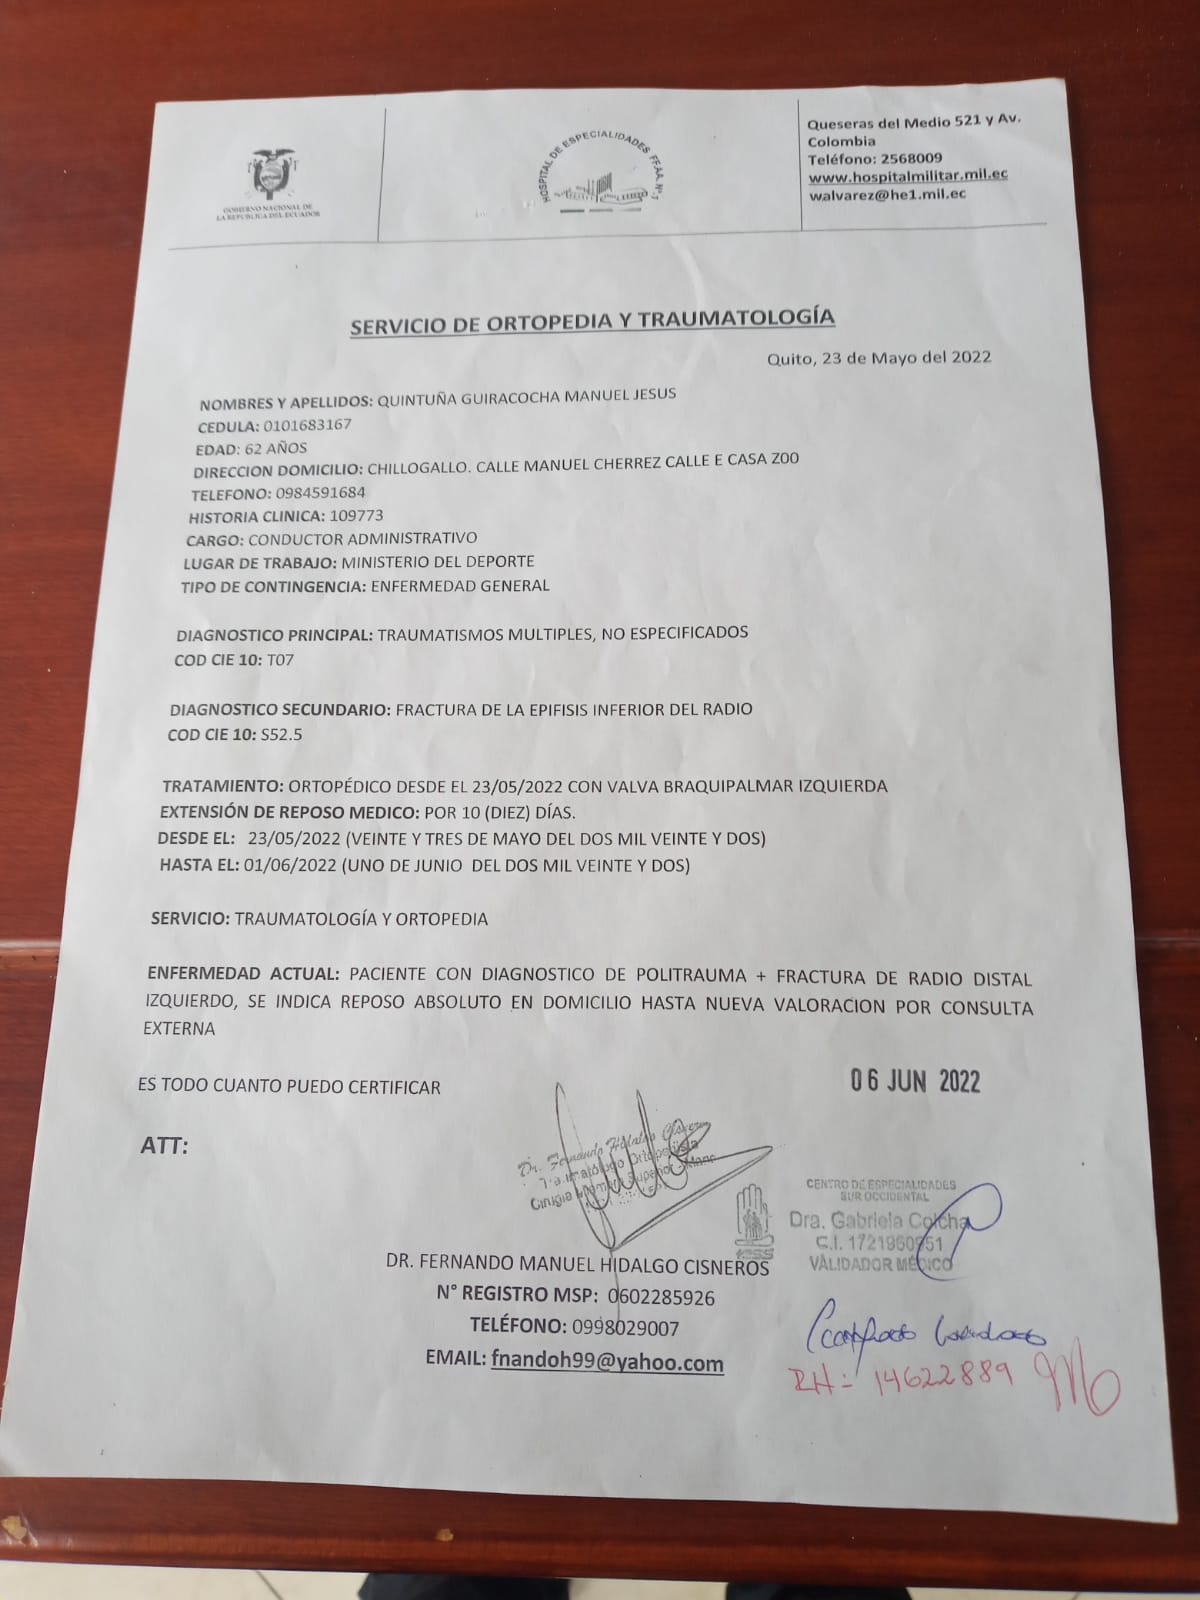 GOBIERNO NACIONAL DE
LA REPUBLICA DEL ECUADOR
HOSPITAL DE ESPECIALIDADES FF.AA. Nº1
Queseras del Medio 521 y Av.
Colombia
Teléfono: 2568009
www.hospitalmilitar.mil.ec
walvarez@he1.mil.ec
SERVICIO DE ORTOPEDIA Y TRAUMATOLOGÍA
Quito, 23 de Mayo del 2022
NOMBRES Y APELLIDOS: QUINTUÑA GUIRACOCHA MANUEL JESUS
CEDULA: 0101683167
EDAD: 62 AÑOS
DIRECCION DOMICILIO: CHILLOGALLO. CALLE MANUEL CHERREZ CALLE E CASA Z00
TELEFONO: 0984591684
HISTORIA CLINICA: 109773
CARGO: CONDUCTOR ADMINISTRATIVO
LUGAR DE TRABAJO: MINISTERIO DEL DEPORTE
TIPO DE CONTINGENCIA: ENFERMEDAD GENERAL
DIAGNOSTICO PRINCIPAL: TRAUMATISMOS MULTIPLES, NO ESPECIFICADOS
COD CIE 10: T07
DIAGNOSTICO SECUNDARIO: FRACTURA DE LA EPIFISIS INFERIOR DEL RADIO
COD CIE 10: S52.5
TRATAMIENTO: ORTOPÉDICO DESDE EL 23/05/2022 CON VALVA BRAQUIPALMAR IZQUIERDA
EXTENSIÓN DE REPOSO MEDICO: POR 10 (DIEZ) DÍAS.
DESDE EL: 23/05/2022 (VEINTE Y TRES DE MAYO DEL DOS MIL VEINTE Y DOS)
HASTA EL: 01/06/2022 (UNO DE JUNIO DEL DOS MIL VEINTE Y DOS)
SERVICIO: TRAUMATOLOGÍA Y ORTOPEDIA
ENFERMEDAD ACTUAL: PACIENTE CON DIAGNOSTICO DE POLITRAUMA + FRACTURA DE RADIO DISTAL
IZQUIERDO, SE INDICA REPOSO ABSOLUTO EN DOMICILIO HASTA NUEVA VALORACION POR CONSULTA
EXTERNA
ES TODO CUANTO PUEDO CERTIFICAR
06 JUN 2022
ATT:
Dr. Fernando Hidalgo Cisneros
Cirugía Superior - Mano
IESS
CENTRO DE ESPECIALIDADES
SUR OCCIDENTAL
Dra. Gabriela Colcha
C.I. 1721960951
VALIDADOR MÉDICO
DR. FERNANDO MANUEL HIDALGO CISNEROS
N° REGISTRO MSP: 0602285926
TELÉFONO: 0998029007
EMAIL: fnandoh99@yahoo.com
RH- 14622889